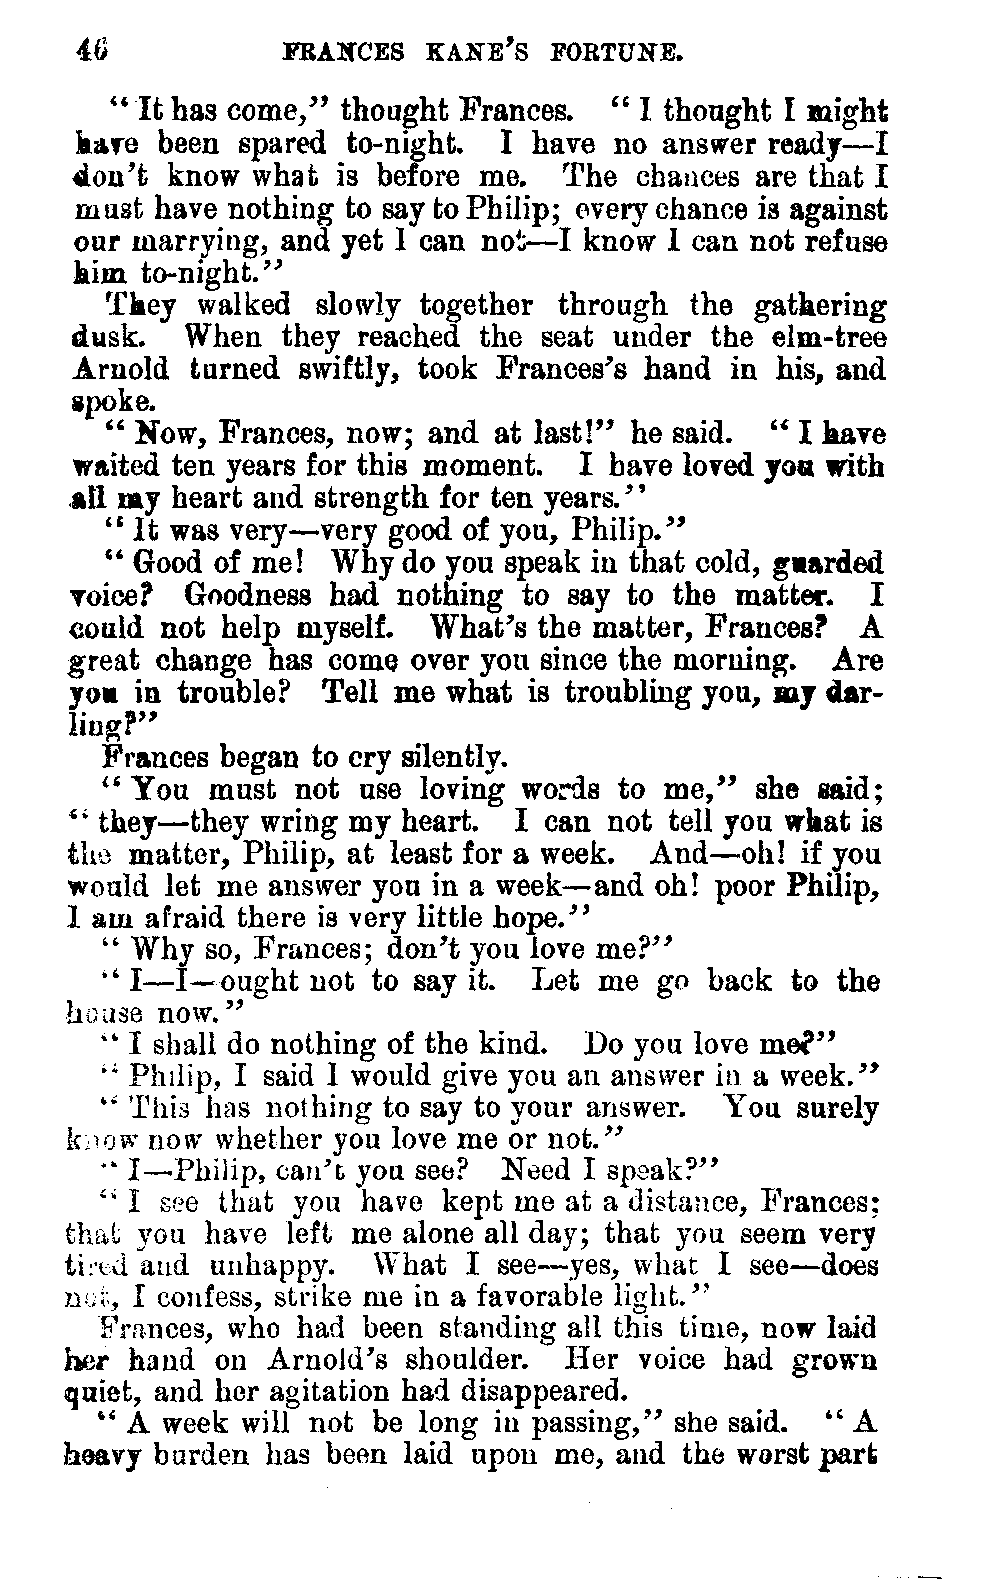 46 FRANCES KANE'S FORTUNE.
"It has come," thought Frances. "I thought I might
have been spared to-night. I have no answer ready—I
don't know what is before me. The chances are that I
must have nothing to say to Philip; every chance is against
our marrying, and yet I can not—I know I can not refuse
him to-night."
They walked slowly together through the gathering
dusk. When they reached the seat under the elm-tree
Arnold turned swiftly, took Frances's hand in his, and
spoke.
"Now, Frances, now; and at last!" he said. "I have
waited ten years for this moment. I have loved you with
all my heart and strength for ten years."
"It was very—very good of you, Philip."
"Good of me! Why do you speak in that cold, guarded
voice? Goodness had nothing to say to the matter. I
could not help myself. What's the matter, Frances? A
great change has come over you since the morning. Are
you in trouble? Tell me what is troubling you, my dar-
ling?"
Frances began to cry silently.
"You must not use loving words to me," she said;
"they—they wring my heart. I can not tell you what is
the matter, Philip, at least for a week. And—oh! if you
would let me answer you in a week—and oh! poor Philip,
I am afraid there is very little hope."
"Why so, Frances; don't you love me?"
"I—I—ought not to say it. Let me go back to the
house now."
"I shall do nothing of the kind. Do you love me?"
"Philip, I said I would give you an answer in a week."
"This has nothing to say to your answer. You surely
know now whether you love me or not."
"I—Philip, can't you see? Need I speak?"
"I see that you have kept me at a distance, Frances;
that you have left me alone all day; that you seem very
tired and unhappy. What I see—yes, what I see—does
not, I confess, strike me in a favorable light."
Frances, who had been standing all this time, now laid
her hand on Arnold's shoulder. Her voice had grown
quiet, and her agitation had disappeared.
"A week will not be long in passing," she said. "A
heavy burden has been laid upon me, and the worst part